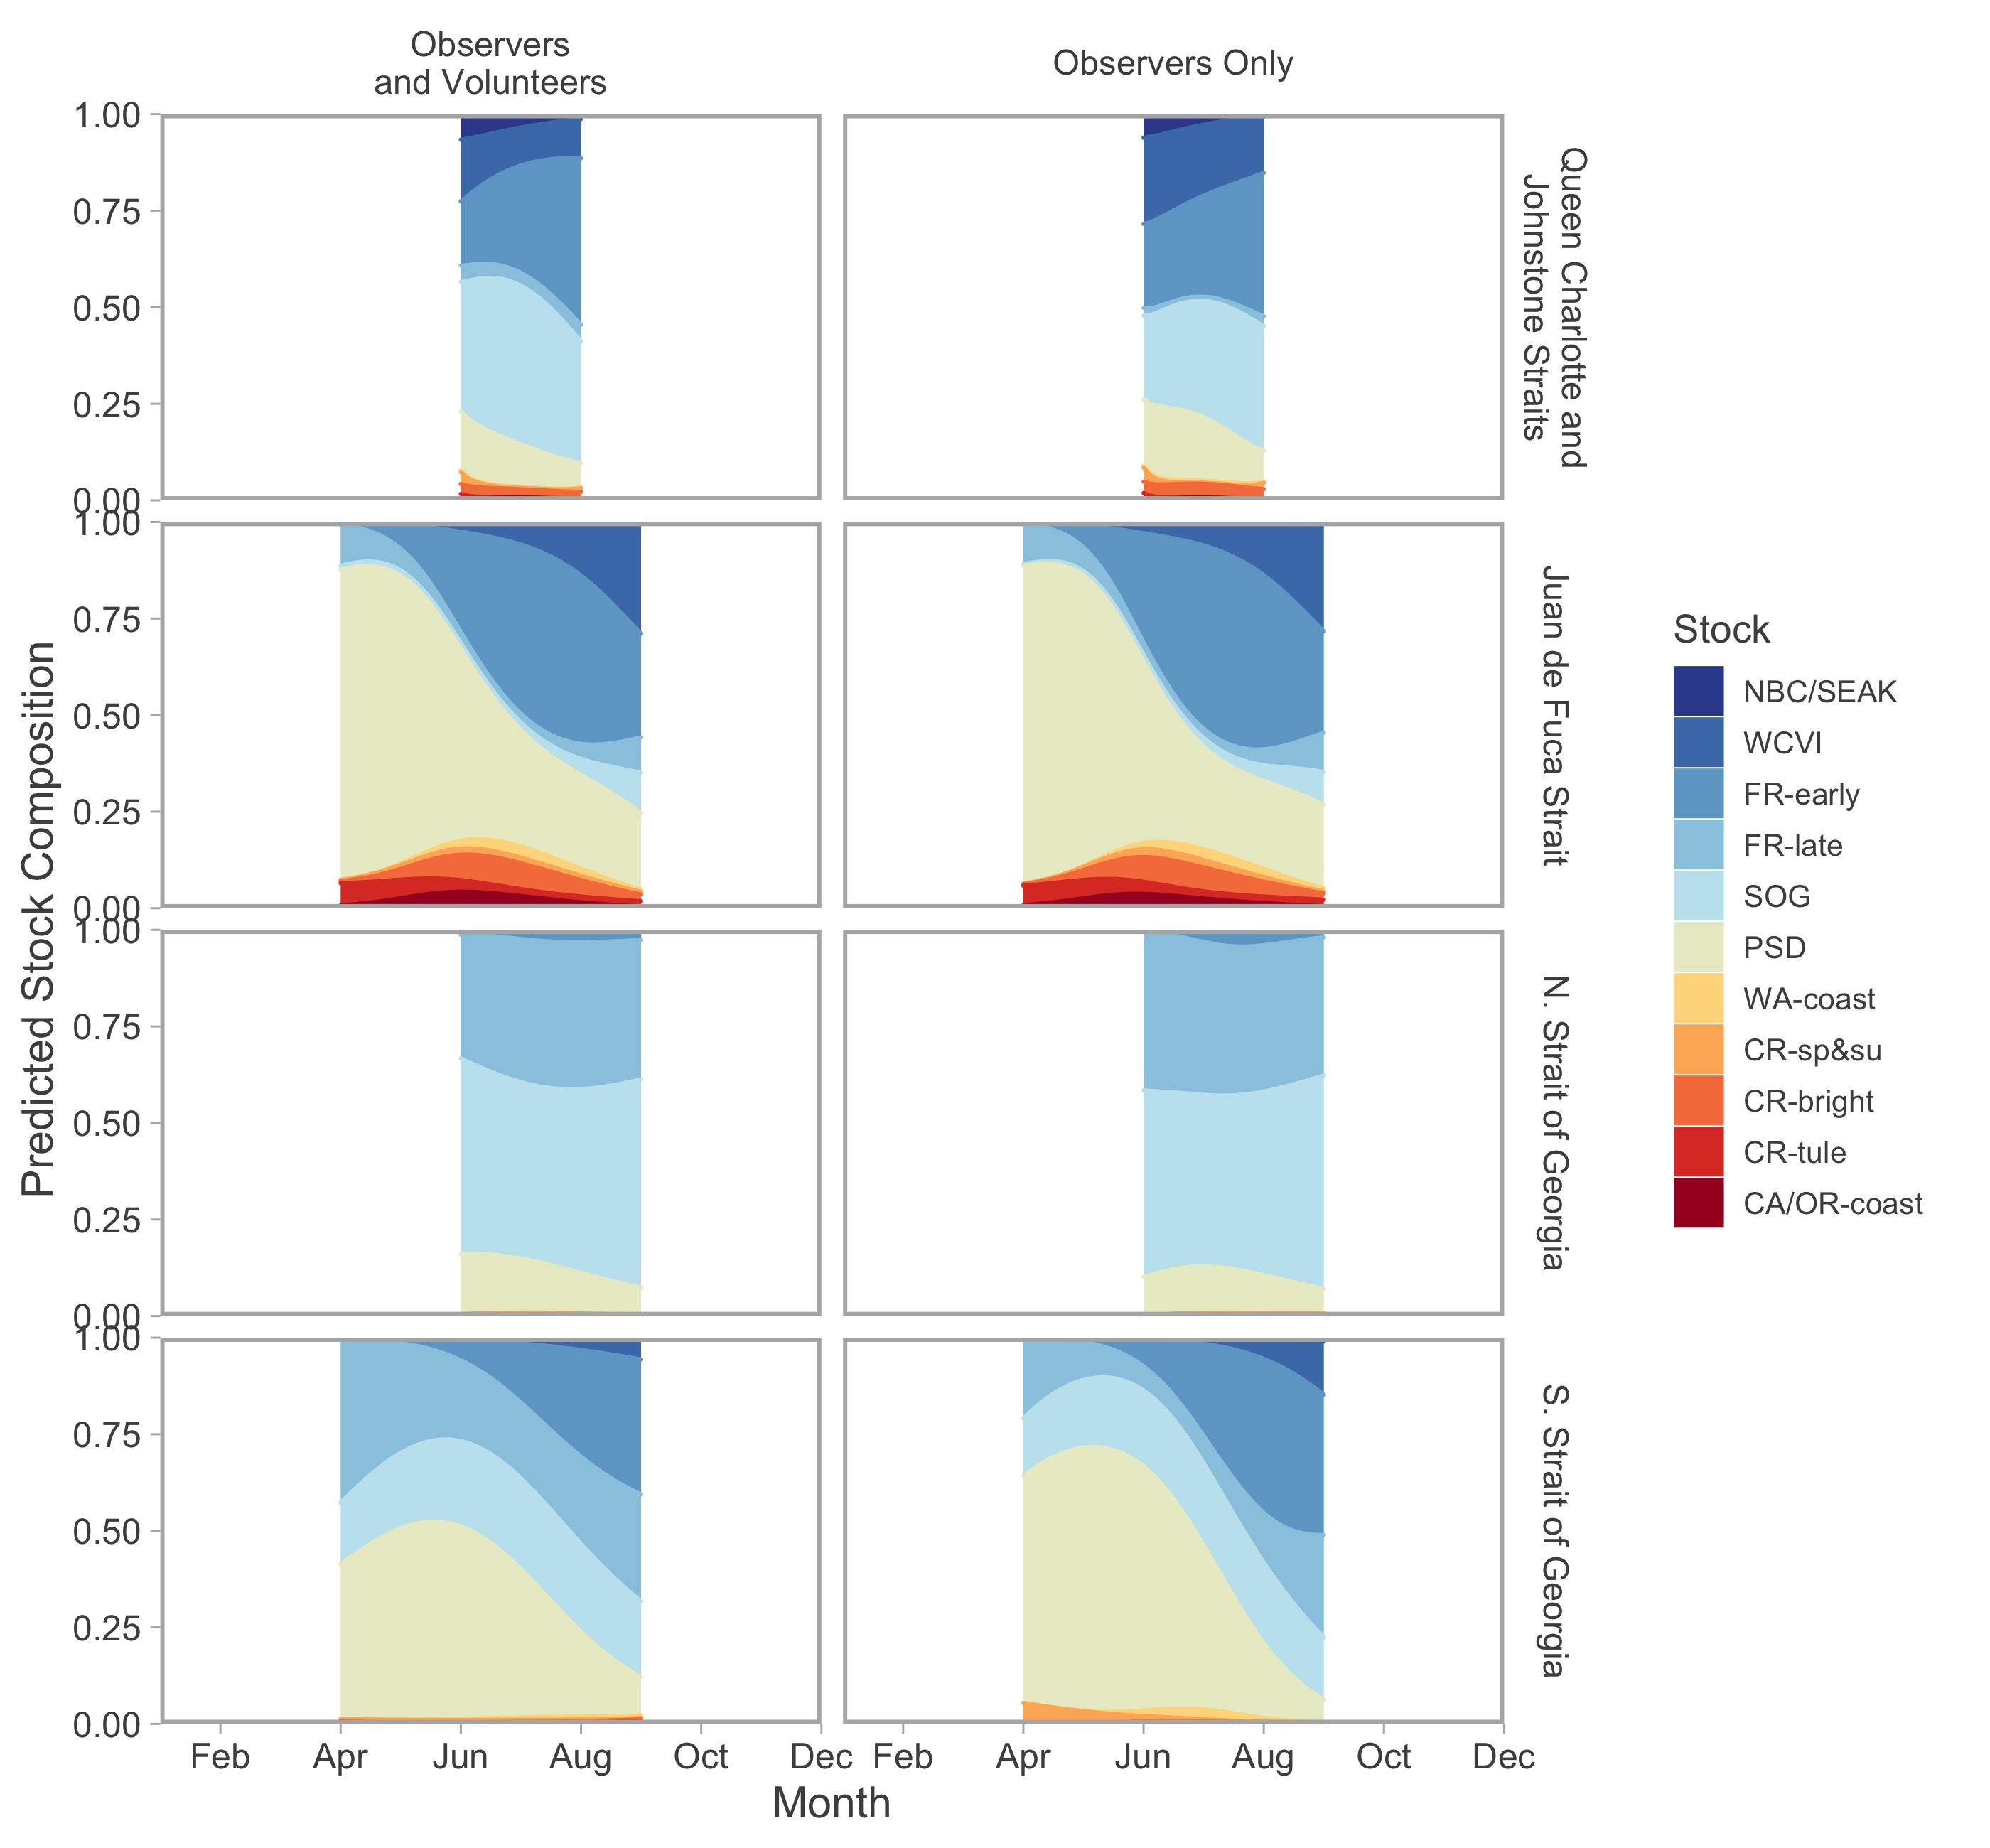 Observers
and Volunteers
Observers Only
1.00
0.75
0.50
0.25
0.00
Queen Charlotte and
Johnstone Straits
1.00
0.75
0.50
0.25
0.00
Juan de Fuca Strait
1.00
0.75
0.50
0.25
0.00
N. Strait of Georgia
1.00
0.75
0.50
0.25
0.00
S. Strait of Georgia
Predicted Stock Composition
Feb Apr Jun Aug Oct Dec Feb Apr Jun Aug Oct Dec
Month
Stock
NBC/SEAK
WCVI
FR-early
FR-late
SOG
PSD
WA-coast
CR-sp&su
CR-bright
CR-tule
CA/OR-coast